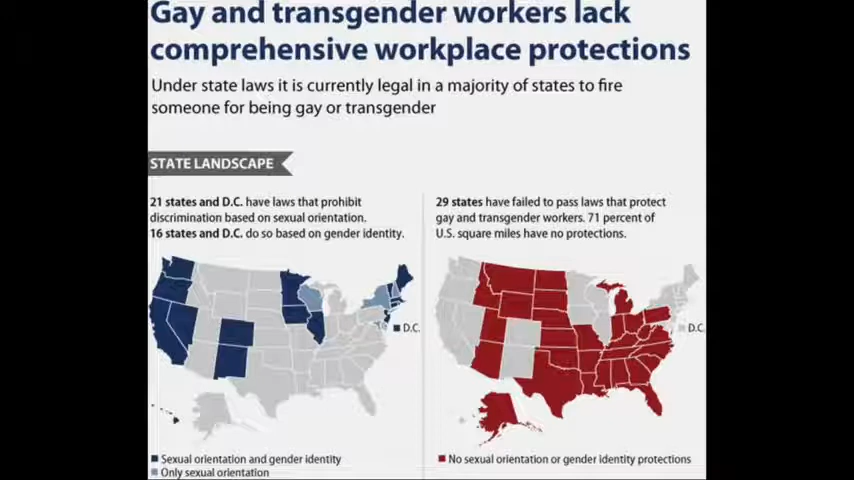 Gay and transgender workers lack
comprehensive workplace protections
Under state laws it is currently legal in a majority of states to fire
someone for being gay or transgender
STATE LANDSCAPE
21 states and D.C. have laws that prohibit
discrimination based on sexual orientation.
16 states and D.C. do so based on gender identity.
D.C.
Sexual orientation and gender identity
Only sexual orientation
29 states have failed to pass laws that protect
gay and transgender workers. 71 percent of
U.S. square miles have no protections.
D.C.
No sexual orientation or gender identity protections